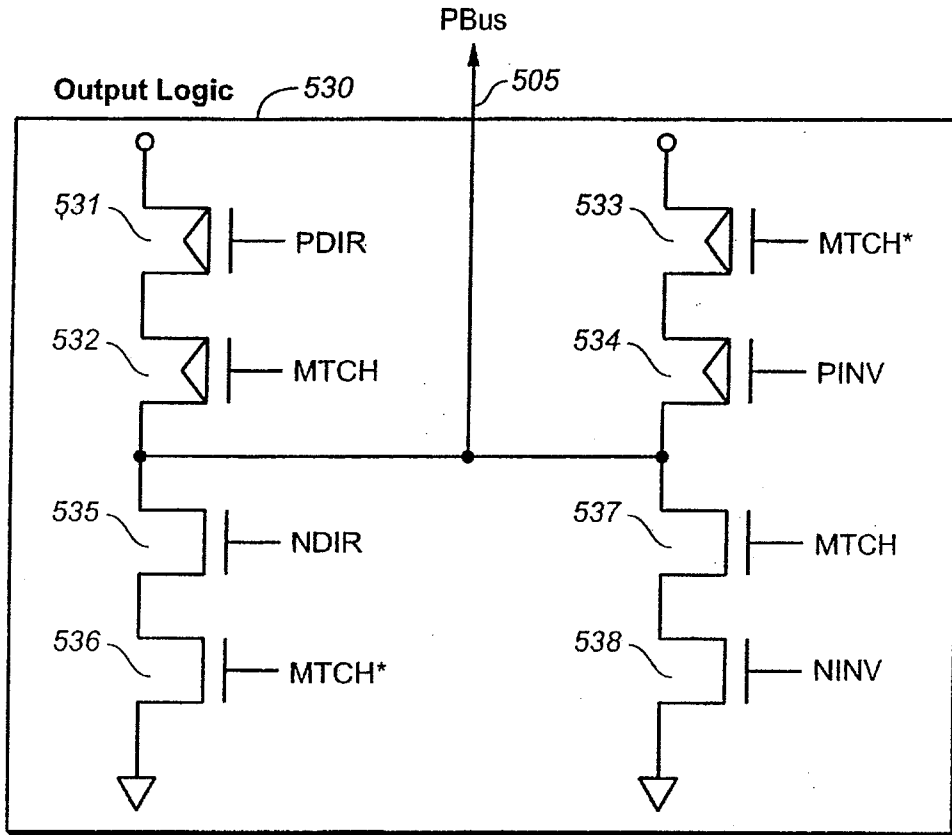 PBus
505
Output Logic
530
531
PDIR
533
MTCH*
532
MTCH
534
PINV
535
NDIR
537
MTCH
536
MTCH*
538
NINV